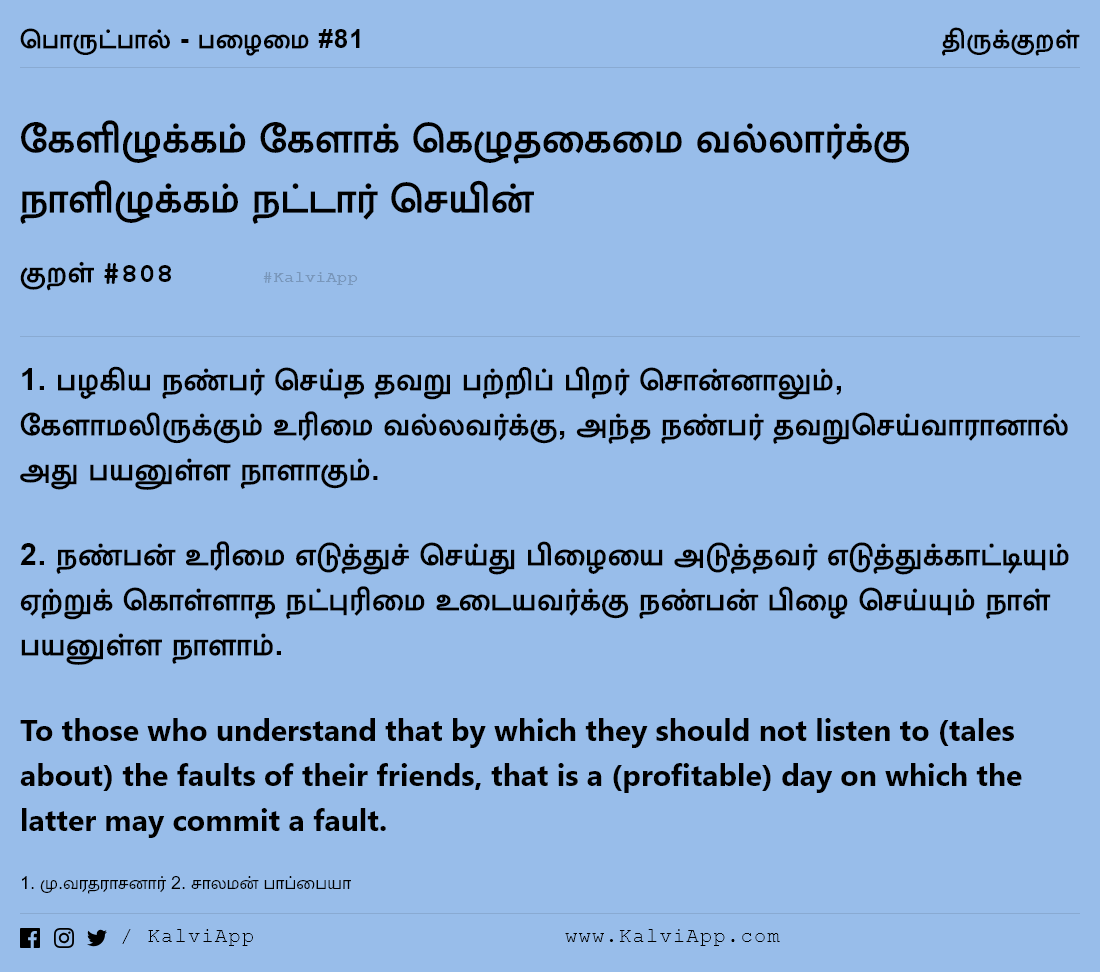 பொருட்பால் - பழைமை #81
திருக்குறள்
கேளிழுக்கம் கேளாக் கெழுதகைமை வல்லார்க்கு
நாளிழுக்கம் நட்டார் செயின்
குறள் #808
#KalviApp
1. பழகிய நண்பர் செய்த தவறு பற்றிப் பிறர் சொன்னாலும்,
கேளாமலிருக்கும் உரிமை வல்லவர்க்கு, அந்த நண்பர் தவறுசெய்வாரானால்
அது பயனுள்ள நாளாகும்.
2. நண்பன் உரிமை எடுத்துச் செய்து பிழையை அடுத்தவர் எடுத்துக்காட்டியும்
ஏற்றுக் கொள்ளாத நட்புரிமை உடையவர்க்கு நண்பன் பிழை செய்யும் நாள்
பயனுள்ள நாளாம்.
To those who understand that by which they should not listen to (tales
about) the faults of their friends, that is a (profitable) day on which the
latter may commit a fault.
1. மு.வரதராசனார் 2. சாலமன் பாப்பையா
/ KalviApp
www.KalviApp.com